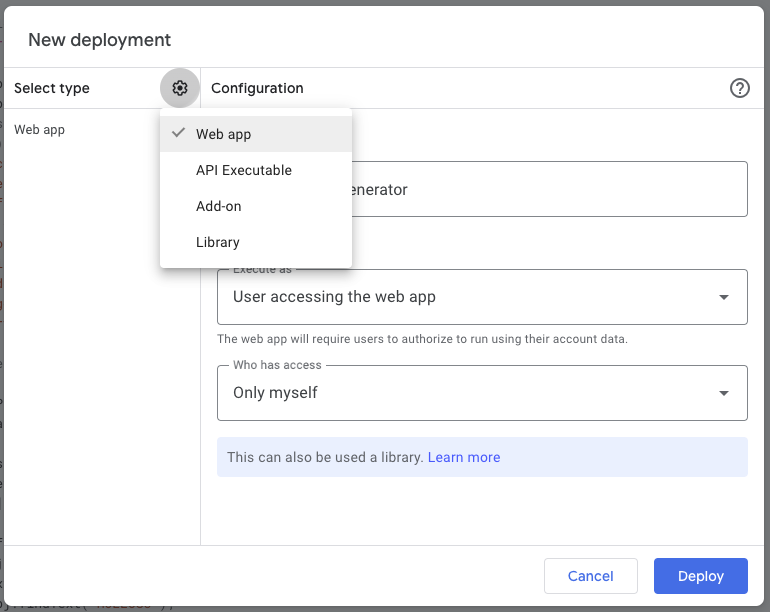 New deployment
Select type
Configuration
Web app
Web app
API Executable
Add-on
Library
enerator
Execute as
User accessing the web app
The web app will require users to authorize to run using their account data.
Who has access
Only myself
This can also be used a library. Learn more
Cancel
Deploy